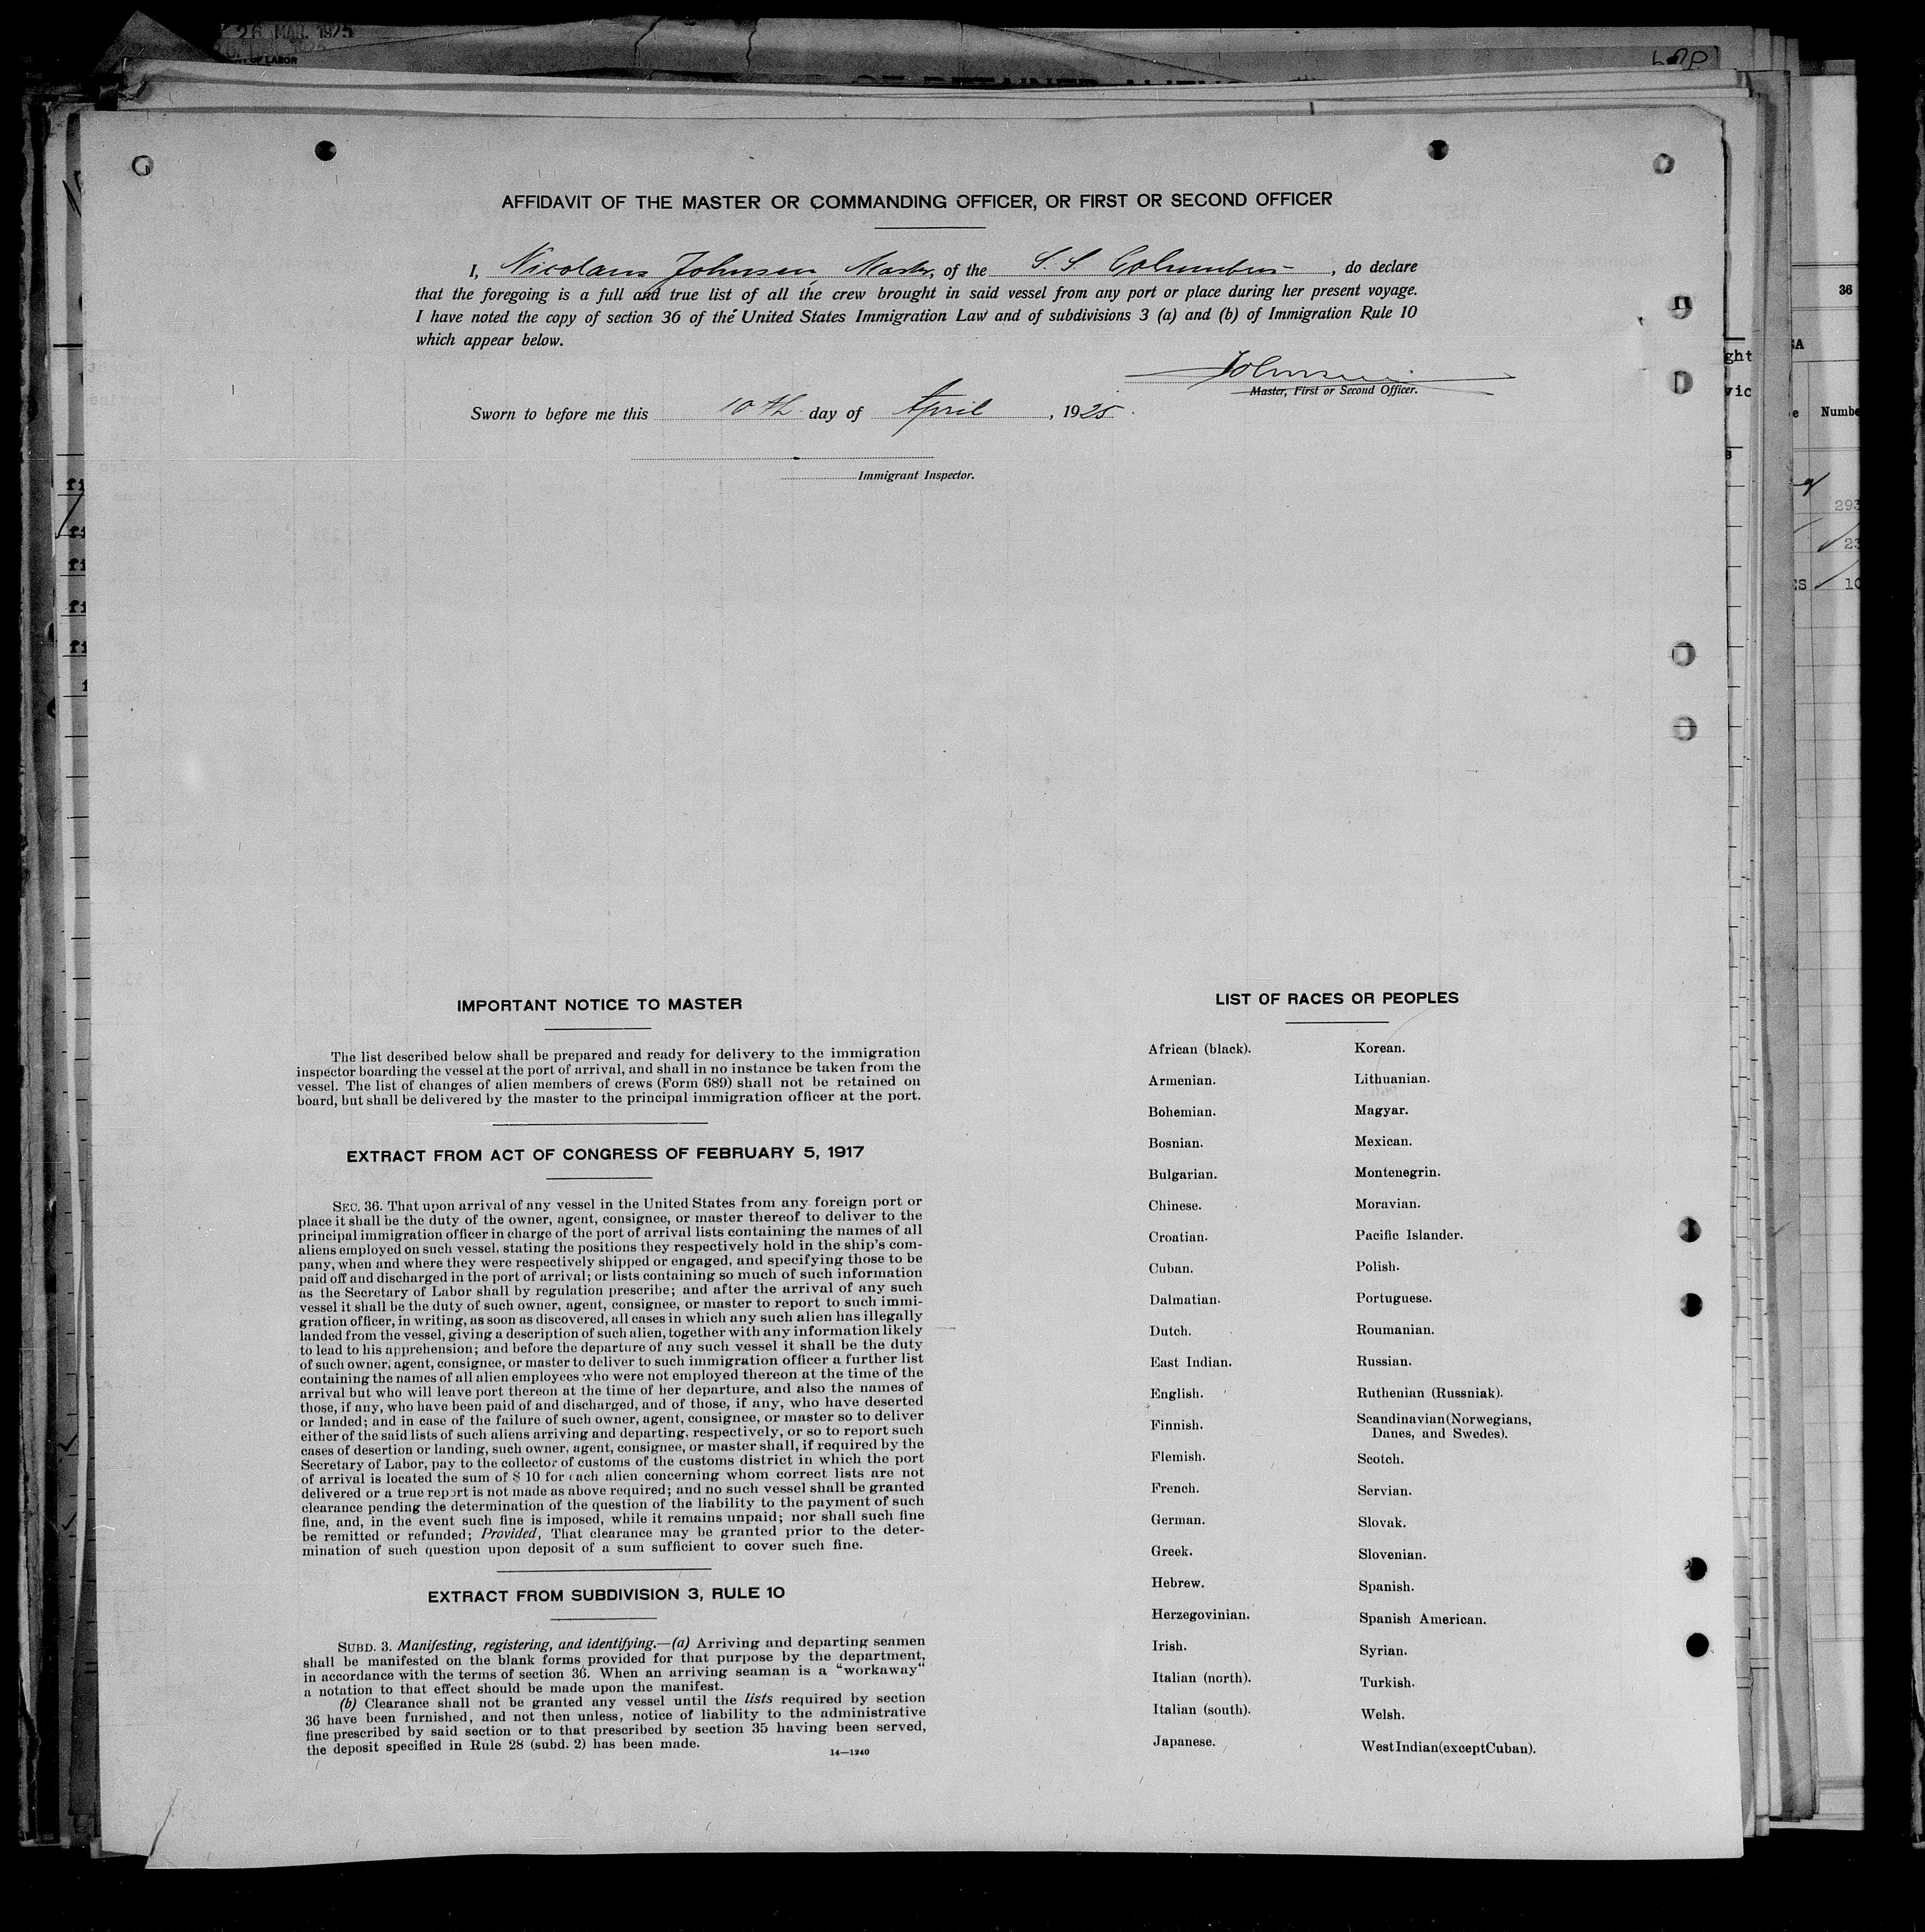 26 MAR. 1925
OF LABOR
36
SA
Numbe
293
23
ES
10
ght
vic
AFFIDAVIT OF THE MASTER OR COMMANDING OFFICER, OR FIRST OR SECOND OFFICER
I, Nicolaus Johnsen Master, of the S. S. Columbus, do declare
that the foregoing is a full and true list of all the crew brought in said vessel from any port or place during her present voyage.
I have noted the copy of section 36 of the United States Immigration Law and of subdivisions 3 (a) and (b) of Immigration Rule 10
which appear below.
Johnsen
Master, First or Second Officer.
Sworn to before me this 10th day of April, 1925.
Immigrant Inspector.
IMPORTANT NOTICE TO MASTER
The list described below shall be prepared and ready for delivery to the immigration
inspector boarding the vessel at the port of arrival, and shall in no instance be taken from the
vessel. The list of changes of alien members of crews (Form 689) shall not be retained on
board, but shall be delivered by the master to the principal immigration officer at the port.
EXTRACT FROM ACT OF CONGRESS OF FEBRUARY 5, 1917
SEC. 36. That upon arrival of any vessel in the United States from any foreign port or
place it shall be the duty of the owner, agent, consignee, or master thereof to deliver to the
principal immigration officer in charge of the port of arrival lists containing the names of all
aliens employed on such vessel, stating the positions they respectively hold in the ship's com-
pany, when and where they were respectively shipped or engaged, and specifying those to be
paid off and discharged in the port of arrival; or lists containing so much of such information
as the Secretary of Labor shall by regulation prescribe; and after the arrival of any such
vessel it shall be the duty of such owner, agent, consignee, or master to report to such immi-
gration officer, in writing, as soon as discovered, all cases in which any such alien has illegally
landed from the vessel, giving a description of such alien, together with any information likely
to lead to his apprehension; and before the departure of any such vessel it shall be the duty
of such owner, agent, consignee, or master to deliver to such immigration officer a further list
containing the names of all alien employees who were not employed thereon at the time of the
arrival but who will leave port thereon at the time of her departure, and also the names of
those, if any, who have been paid of and discharged, and of those, if any, who have deserted
or landed; and in case of the failure of such owner, agent, consignee, or master so to deliver
either of the said lists of such aliens arriving and departing, respectively, or so to report such
cases of desertion or landing, such owner, agent, consignee, or master shall, if required by the
Secretary of Labor, pay to the collector of customs of the customs district in which the port
of arrival is located the sum of $ 10 for each alien concerning whom correct lists are not
delivered or a true report is not made as above required; and no such vessel shall be granted
clearance pending the determination of the question of the liability to the payment of such
fine, and, in the event such fine is imposed, while it remains unpaid; nor shall such fine
be remitted or refunded; Provided, That clearance may be granted prior to the deter-
mination of such question upon deposit of a sum sufficient to cover such fine.
EXTRACT FROM SUBDIVISION 3, RULE 10
SUBD. 3. Manifesting, registering, and identifying.—(a) Arriving and departing seamen
shall be manifested on the blank forms provided for that purpose by the department,
in accordance with the terms of section 36. When an arriving seaman is a "workaway"
a notation to that effect should be made upon the manifest.
(b) Clearance shall not be granted any vessel until the lists required by section
36 have been furnished, and not then unless, notice of liability to the administrative
fine prescribed by said section or to that prescribed by section 35 having been served,
the deposit specified in Rule 28 (subd. 2) has been made.
14—1240
LIST OF RACES OR PEOPLES
African (black).
Armenian.
Bohemian.
Bosnian.
Bulgarian.
Chinese.
Croatian.
Cuban.
Dalmatian.
Dutch.
East Indian.
English.
Finnish.
Flemish.
French.
German.
Greek.
Hebrew.
Herzegovinian.
Irish.
Italian (north).
Italian (south).
Japanese.
Korean.
Lithuanian.
Magyar.
Mexican.
Montenegrin.
Moravian.
Pacific Islander.
Polish.
Portuguese.
Roumanian.
Russian.
Ruthenian (Russniak).
Scandinavian (Norwegians,
Danes, and Swedes).
Scotch.
Servian.
Slovak.
Slovenian.
Spanish.
Spanish American.
Syrian.
Turkish.
Welsh.
West Indian (except Cuban).